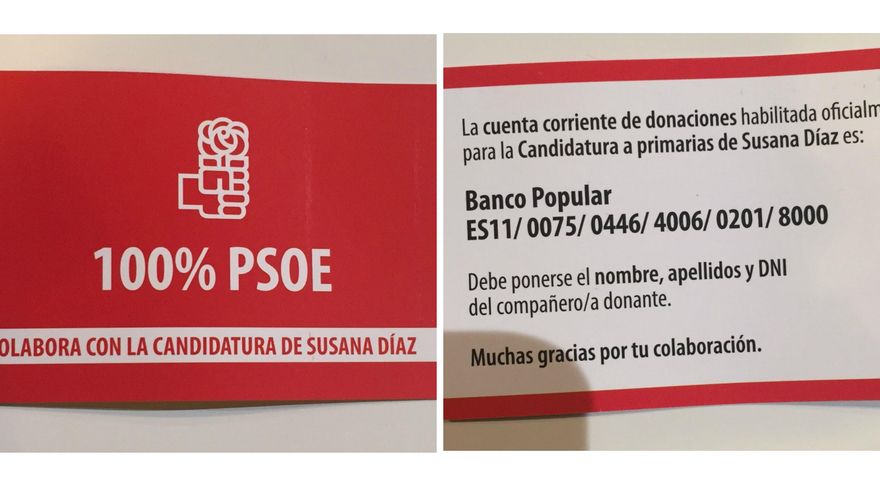 100% PSOE
OLABORA CON LA CANDIDATURA DE SUSANA DÍAZ
La cuenta corriente de donaciones habilitada oficialm
para la Candidatura a primarias de Susana Díaz es:
Banco Popular
ES11/ 0075/ 0446/ 4006/ 0201/ 8000
Debe ponerse el nombre, apellidos y DNI
del compañero/a donante.
Muchas gracias por tu colaboración.